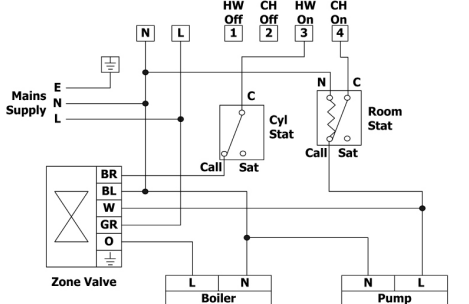 HW CH HW CH
Off Off On On
N L 1 2 3 4
E
Mains N
Supply L
N C
C
Cyl Stat
Room Stat
Call Sat
Call Sat
BR
BL
W
GR
O
Zone Valve
L N
Boiler
N L
Pump